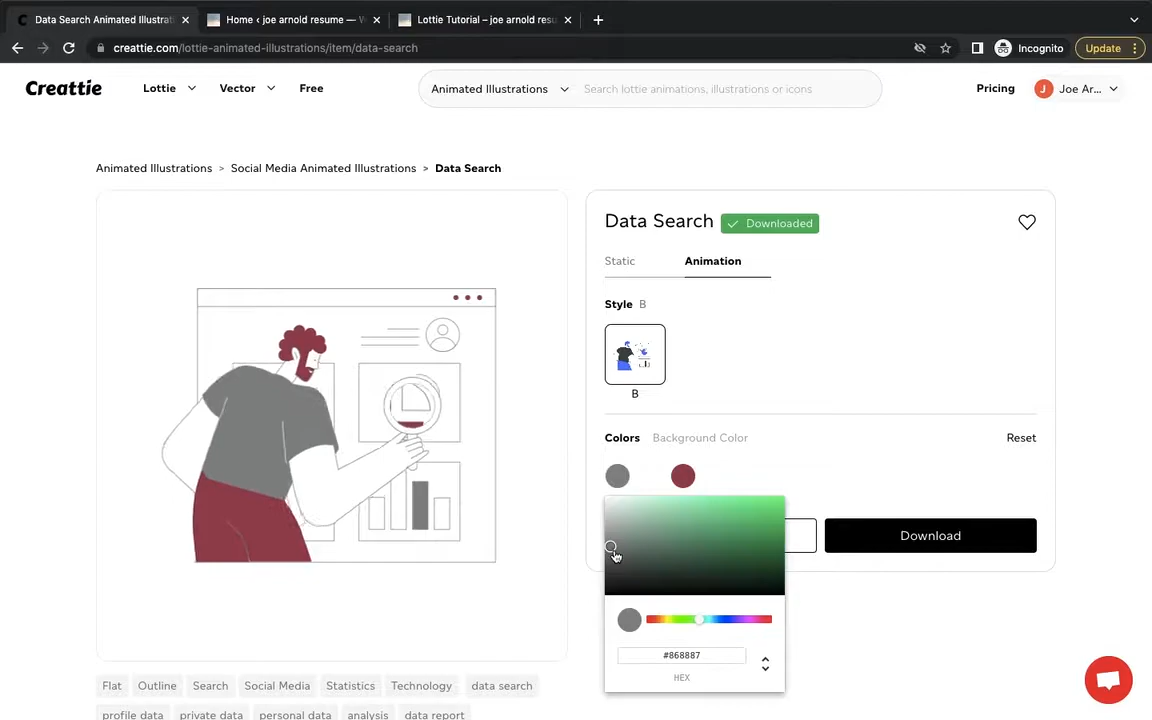 Data Search Animated Illustrati
Home ‹ joe arnold resume — W
Lottie Tutorial – joe arnold resu
creattie.com/lottie-animated-illustrations/item/data-search
Incognito
Update
Creattie
Lottie
Vector
Free
Animated Illustrations
Search lottie animations, illustrations or icons
Pricing
J
Joe Ar...
Animated Illustrations > Social Media Animated Illustrations > Data Search
Data Search
Downloaded
Static
Animation
Style B
B
Colors
Background Color
Reset
Download
#868887
HEX
Flat
Outline
Search
Social Media
Statistics
Technology
data search
profile data
private data
personal data
analysis
data report